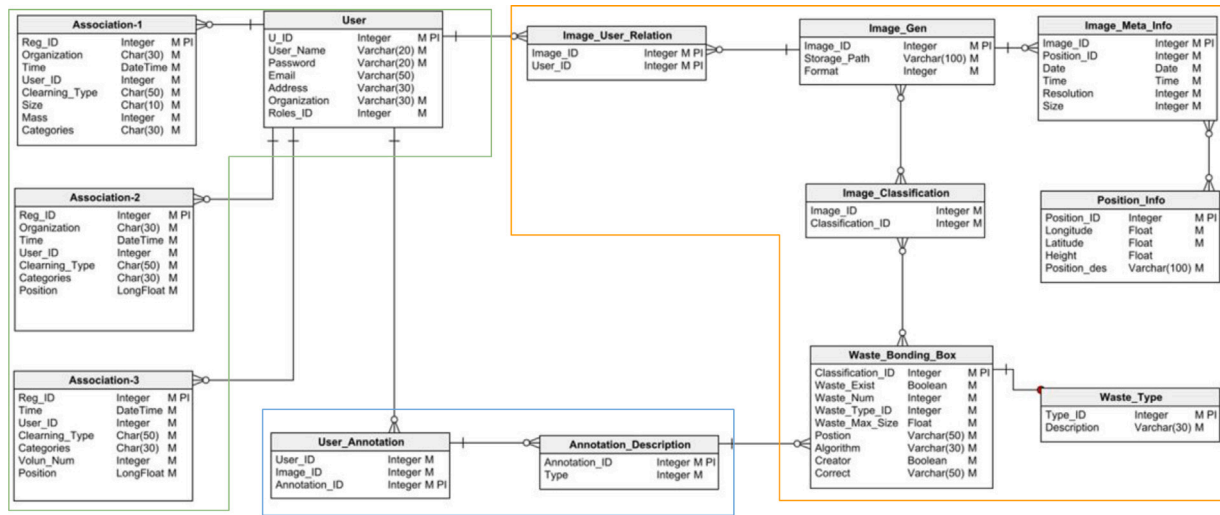 Association-1
Reg_ID Integer M PI
Organization Char(30) M
Time DateTime M
User_ID Integer M
Clearning_Type Char(50) M
Size Char(10) M
Mass Integer M
Categories Char(30) M
User
U_ID Integer M PI
User_Name Varchar(20) M
Password Varchar(20) M
Email Varchar(50)
Address Varchar(30)
Organization Varchar(30) M
Roles_ID Integer M
Image_User_Relation
Image_ID Integer M PI
User_ID Integer M PI
Image_Gen
Image_ID Integer M PI
Storage_Path Varchar(100) M
Format Integer M
Image_Meta_Info
Image_ID Integer M PI
Position_ID Integer M
Date Date M
Time Time M
Resolution Integer M
Size Integer M
Association-2
Reg_ID Integer M PI
Organization Char(30) M
Time DateTime M
User_ID Integer M
Clearning_Type Char(50) M
Categories Char(30) M
Position LongFloat M
Image_Classification
Image_ID Integer M
Classification_ID Integer M
Position_Info
Position_ID Integer M PI
Longitude Float M
Latitude Float M
Height Float
Position_des Varchar(100) M
Association-3
Reg_ID Integer M PI
Time DateTime M
User_ID Integer M
Clearning_Type Char(50) M
Categories Char(30) M
Volun_Num Integer M
Position LongFloat M
User_Annotation
User_ID Integer M
Image_ID Integer M
Annotation_ID Integer M PI
Annotation_Description
Annotation_ID Integer M PI
Type Integer M
Waste_Bonding_Box
Classification_ID Integer M PI
Waste_Exist Boolean M
Waste_Num Integer M
Waste_Type_ID Integer M
Waste_Max_Size Float M
Postion Varchar(50) M
Algorithm Varchar(30) M
Creator Boolean M
Correct Varchar(50) M
Waste_Type
Type_ID Integer M PI
Description Varchar(30) M